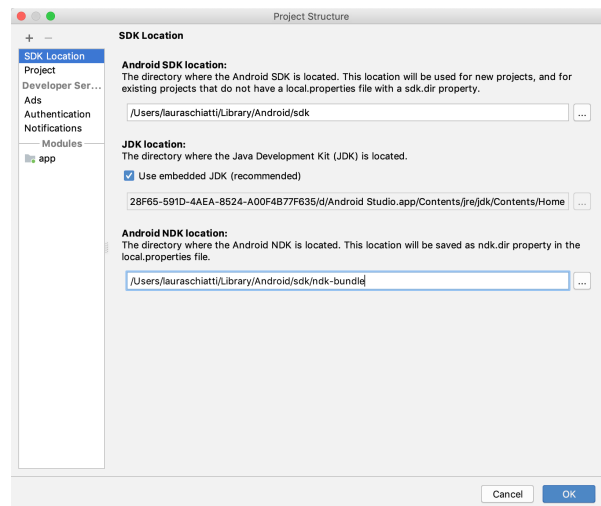 Project Structure
+ −
SDK Location
Project
Developer Ser...
Ads
Authentication
Notifications
Modules
app
SDK Location
Android SDK location:
The directory where the Android SDK is located. This location will be used for new projects, and for
existing projects that do not have a local.properties file with a sdk.dir property.
/Users/lauraschiatti/Library/Android/sdk
...
JDK location:
The directory where the Java Development Kit (JDK) is located.
Use embedded JDK (recommended)
28F65-591D-4AEA-8524-A00F4B77F635/d/Android Studio.app/Contents/jre/jdk/Contents/Home
...
Android NDK location:
The directory where the Android NDK is located. This location will be saved as ndk.dir property in the
local.properties file.
/Users/lauraschiatti/Library/Android/sdk/ndk-bundle
...
Cancel
OK